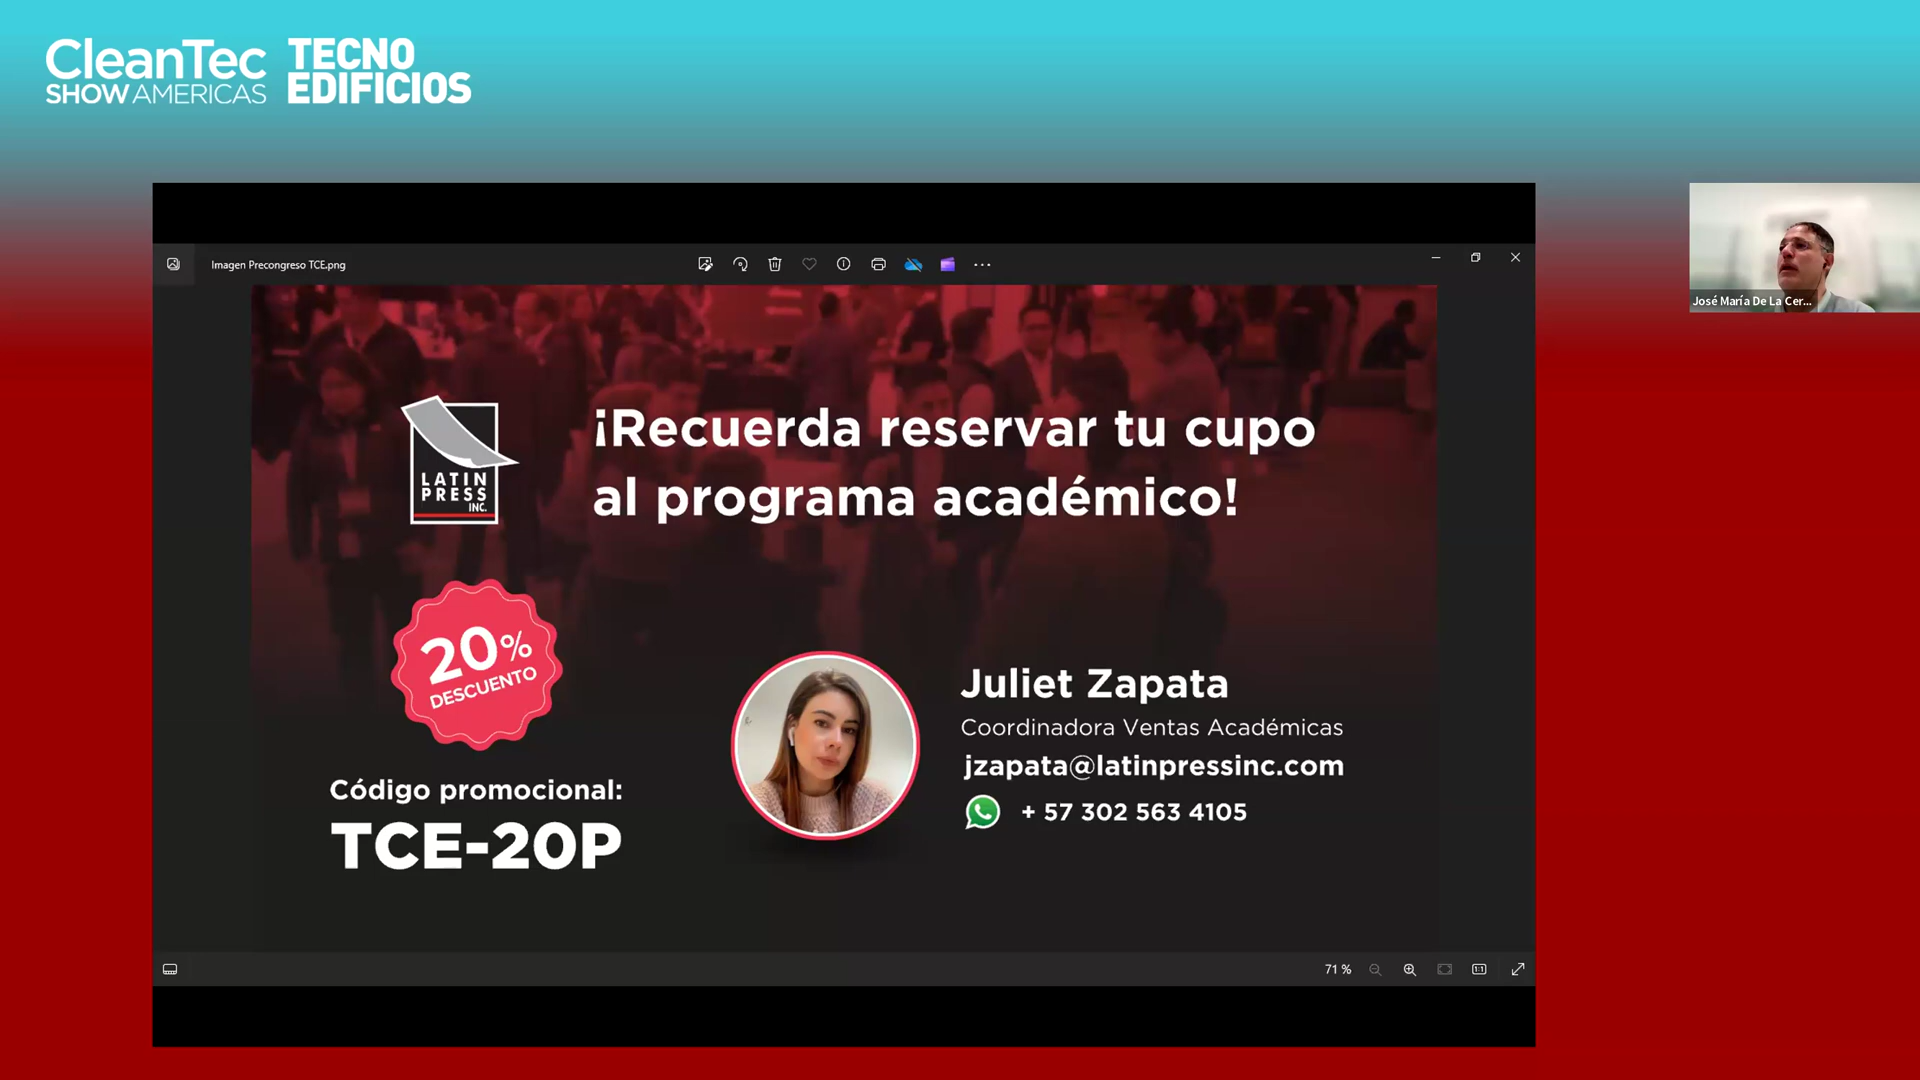 CleanTec
SHOW AMERICAS
TECNO
EDIFICIOS
Imagen Precongreso TCE.png
José María De La Cer...
LATIN
PRESS
INC.
¡Recuerda reservar tu cupo
al programa académico!
20%
DESCUENTO
Código promocional:
TCE-20P
Juliet Zapata
Coordinadora Ventas Académicas
jzapata@latinpressinc.com
+ 57 302 563 4105
71 %
1:1